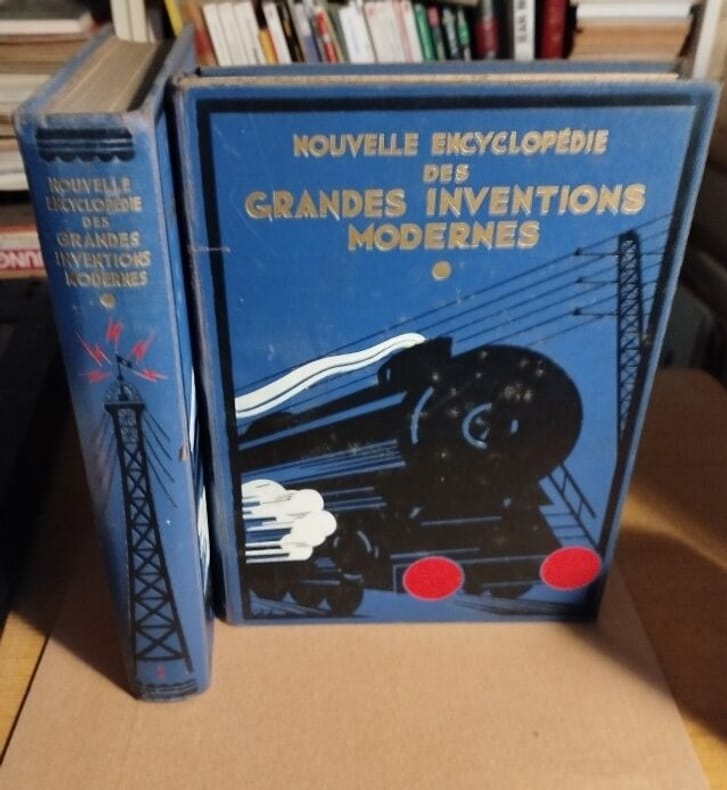 NOUVELLE
ENCYCLOPÉDIE
DES
GRANDES
INVENTIONS
MODERNES
NOUVELLE ENCYCLOPÉDIE
DES
GRANDES INVENTIONS
MODERNES